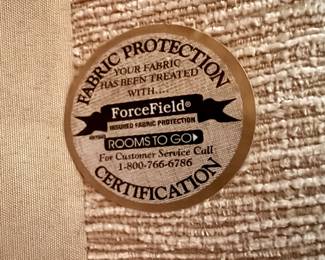 FABRIC PROTECTION
YOUR FABRIC
HAS BEEN TREATED
WITH....
ForceField®
INSURED FABRIC PROTECTION
ROOMS TO GO
For Customer Service Call
1-800-766-6786
CERTIFICATION